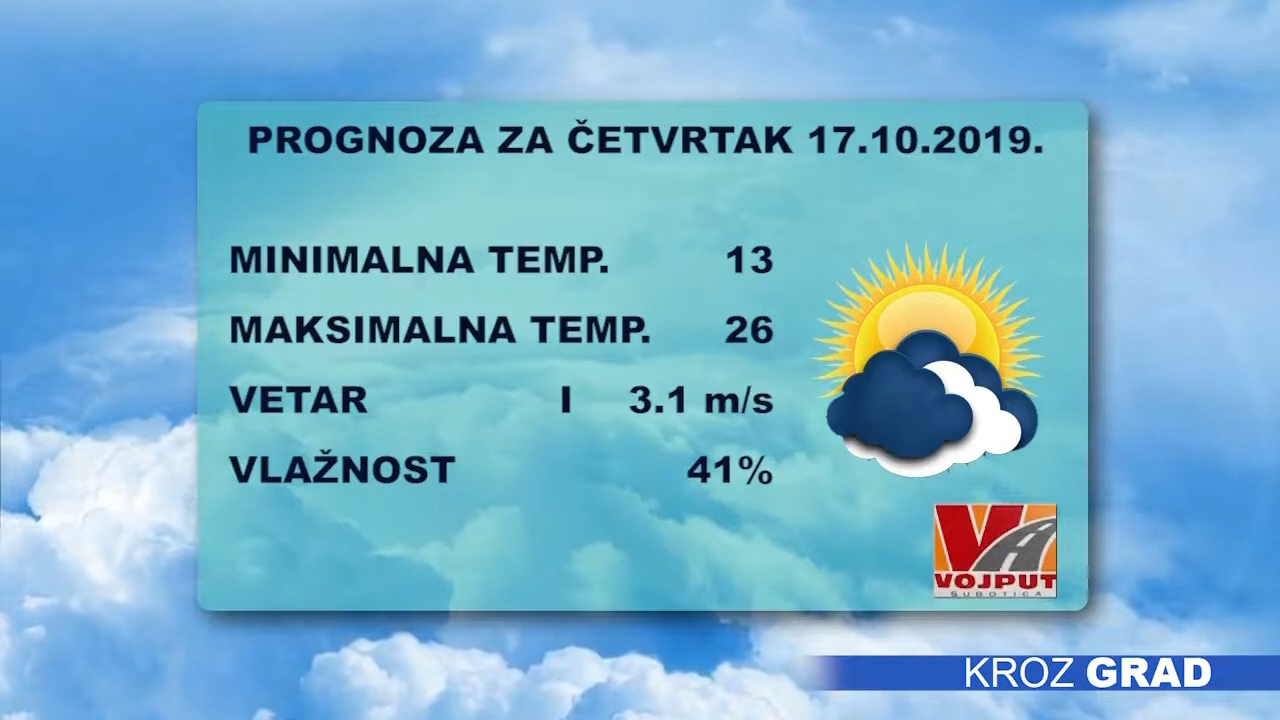 PROGNOZA ZA ČETVRTAK 17.10.2019.
MINIMALNA TEMP. 13
MAKSIMALNA TEMP. 26
VETAR I 3.1 m/s
VLAŽNOST 41%
VOJPUT
SUBOTICA
KROZ GRAD